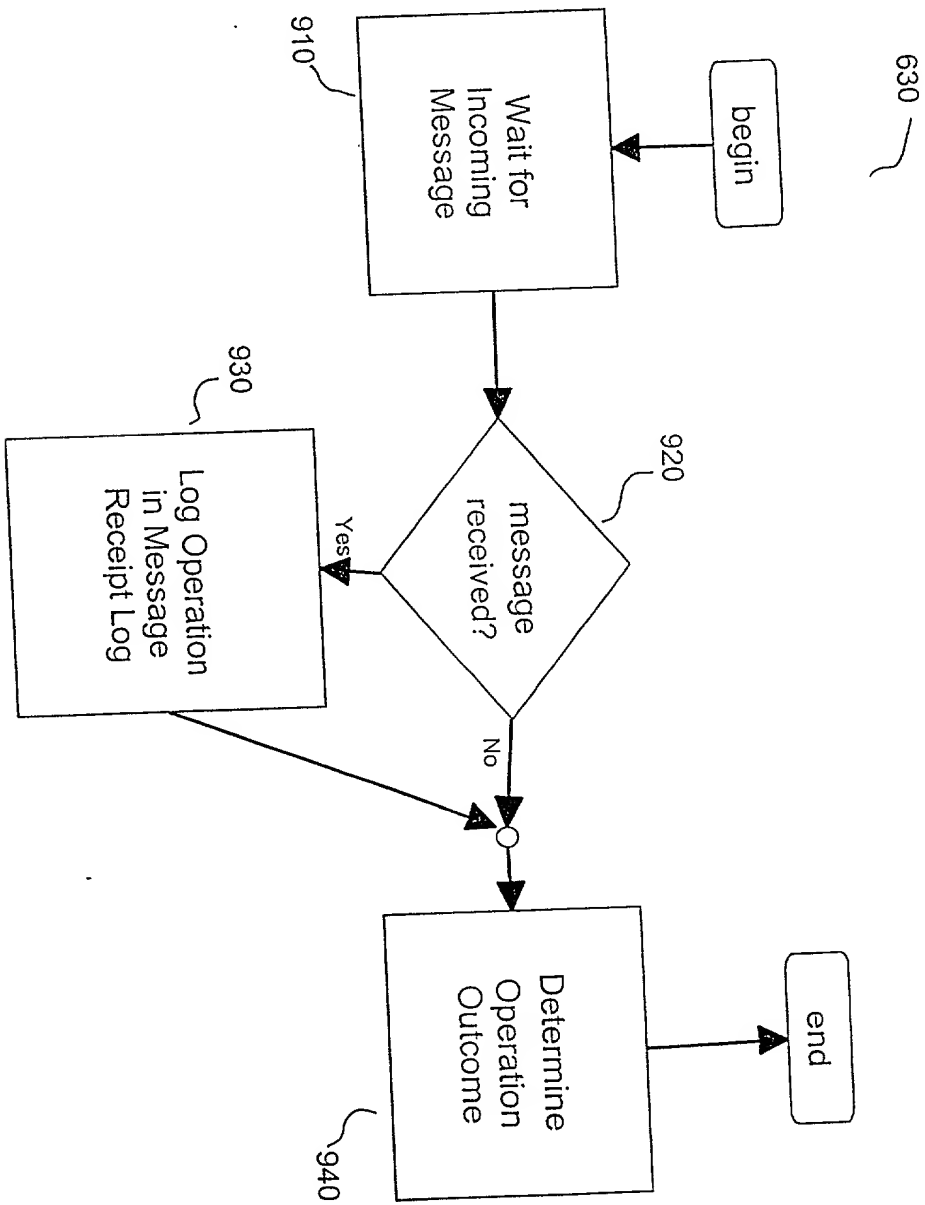 630
begin
910
Wait for
Incoming
Message
920
message
received?
Yes
No
930
Log Operation
in Message
Receipt Log
940
Determine
Operation
Outcome
end